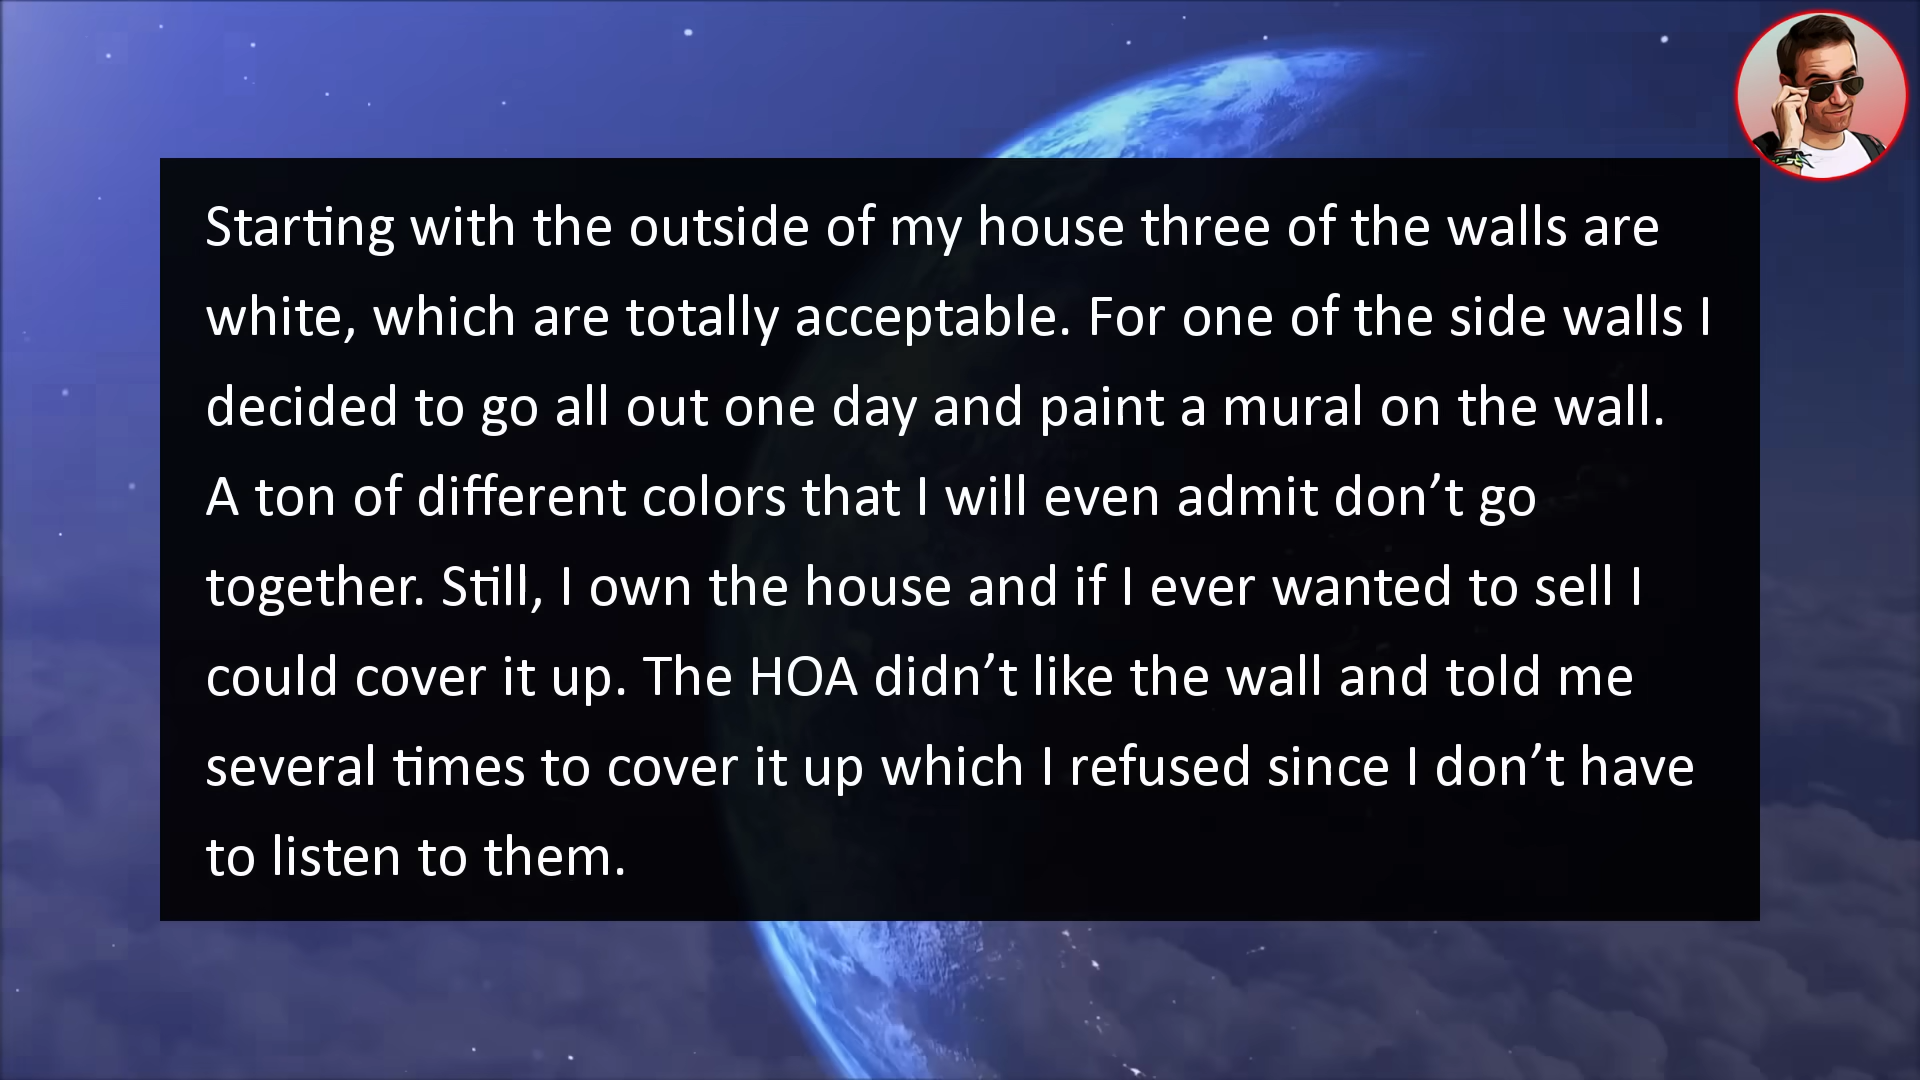 Starting with the outside of my house three of the walls are
white, which are totally acceptable. For one of the side walls I
decided to go all out one day and paint a mural on the wall.
A ton of different colors that I will even admit don’t go
together. Still, I own the house and if I ever wanted to sell I
could cover it up. The HOA didn’t like the wall and told me
several times to cover it up which I refused since I don’t have
to listen to them.